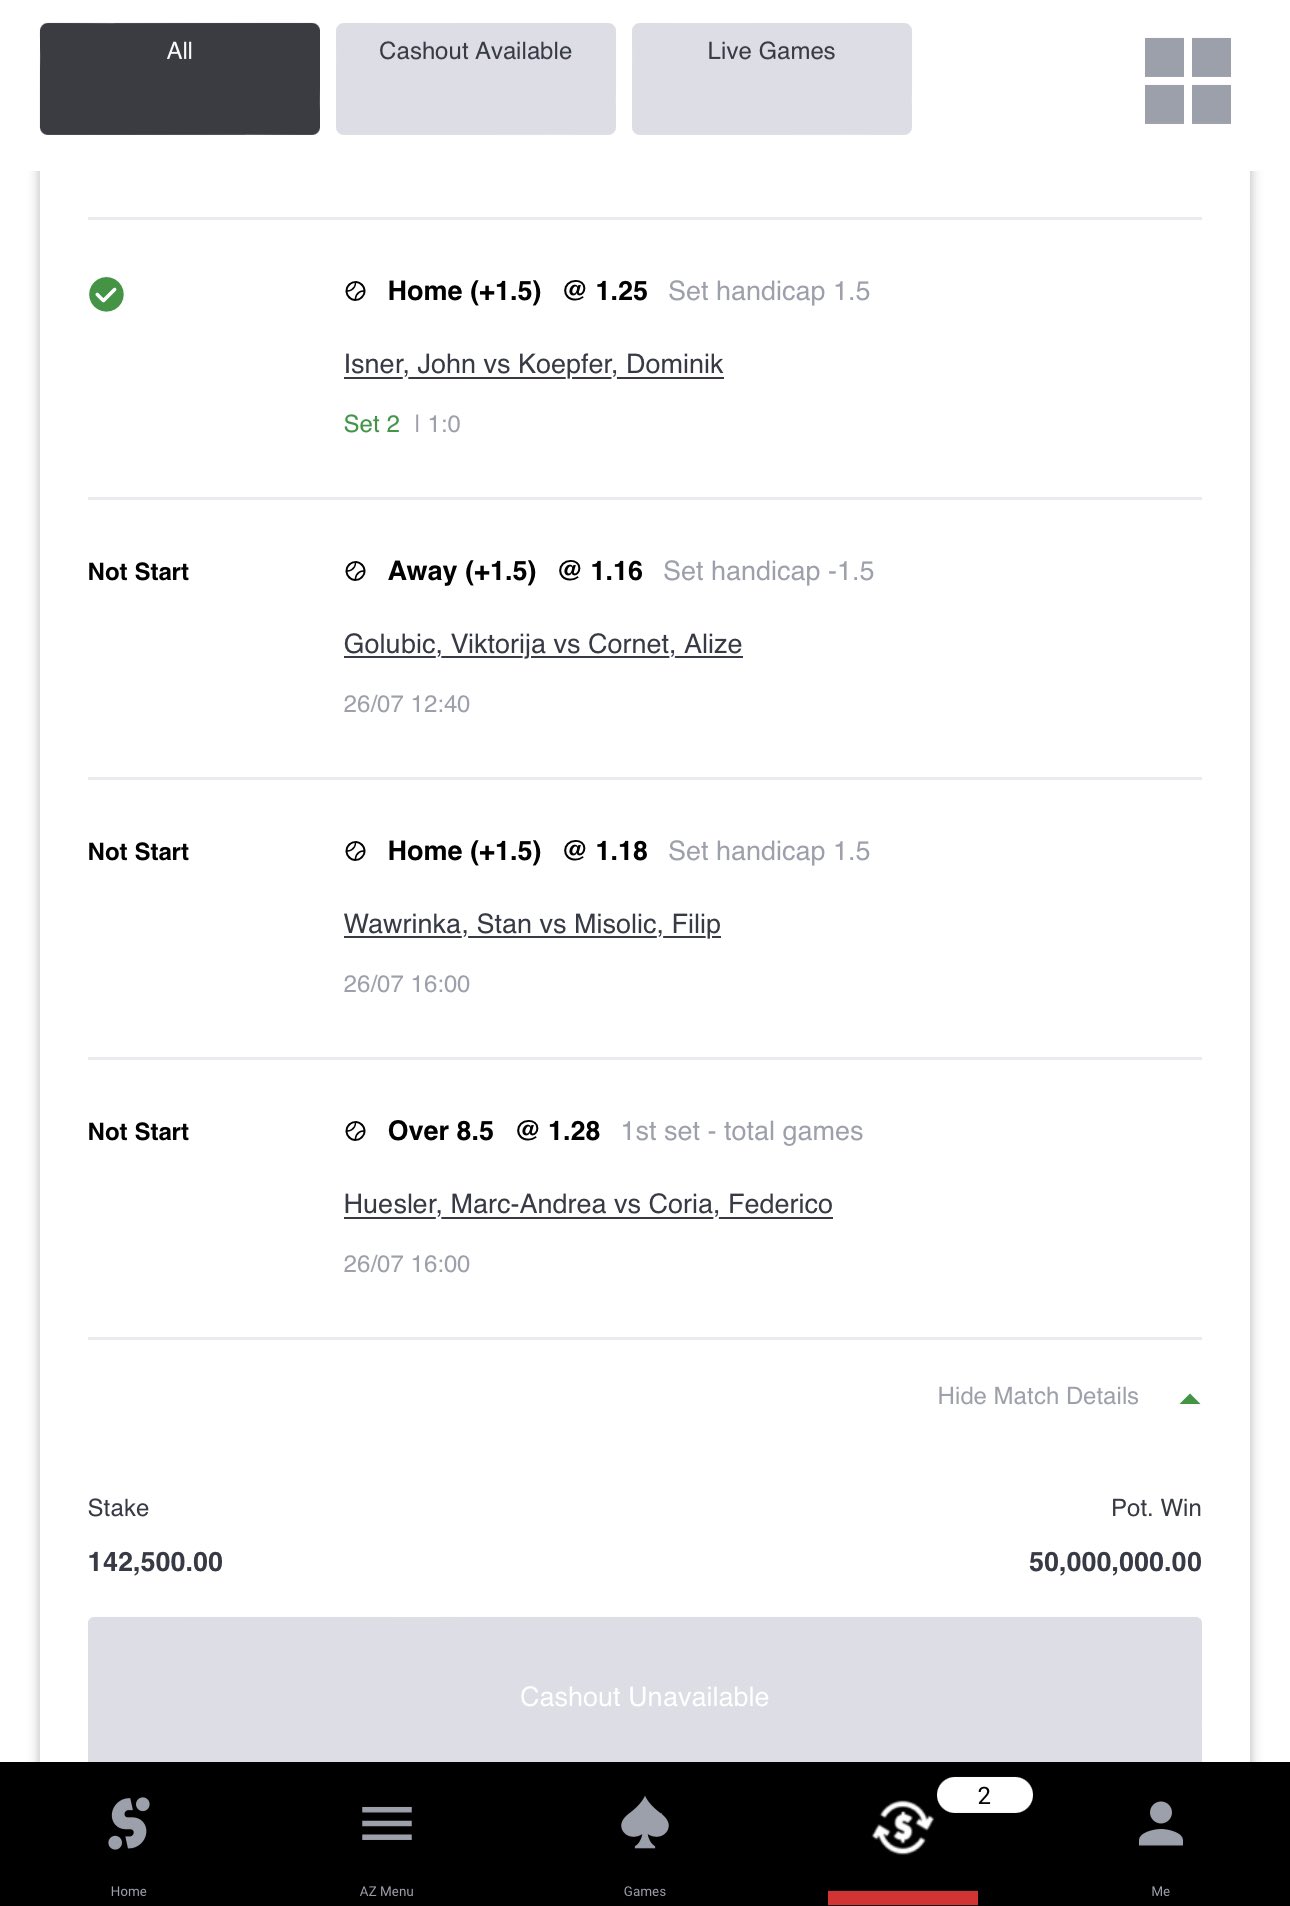 All
Cashout Available
Live Games
Home (+1.5) @ 1.25 Set handicap 1.5
Isner, John vs Koepfer, Dominik
Set 2 | 1:0
Not Start
Away (+1.5) @ 1.16 Set handicap -1.5
Golubic, Viktorija vs Cornet, Alize
26/07 12:40
Not Start
Home (+1.5) @ 1.18 Set handicap 1.5
Wawrinka, Stan vs Misolic, Filip
26/07 16:00
Not Start
Over 8.5 @ 1.28 1st set - total games
Huesler, Marc-Andrea vs Coria, Federico
26/07 16:00
Hide Match Details
Stake
Pot. Win
142,500.00
50,000,000.00
Cashout Unavailable
2
Home
AZ Menu
Games
Me